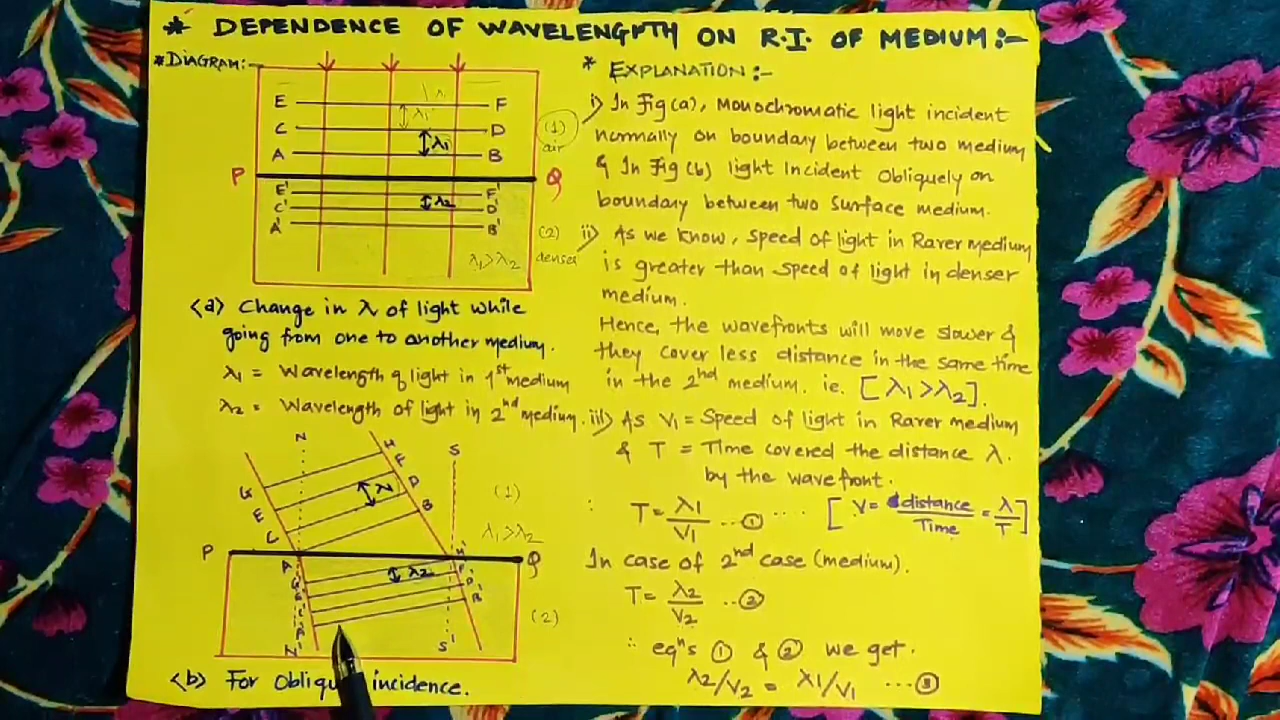 * DEPENDENCE OF WAVELENGTH ON R.I. OF MEDIUM:-
* DIAGRAM:-
E F
λ1
C D
λ1
A B
(1)
air
P Q
E' F'
C' λ2 D'
A' B'
(2)
denser
λ1>λ2
(a) Change in λ of light while
going from one to another medium.
λ1 = Wavelength of light in 1st medium
λ2 = Wavelength of light in 2nd medium.
N
H
S
F
G
D
λ1
E
B
(1)
C
λ1>λ2
P Q
A
λ2
(2)
N'
S'
(b) For Oblique incidence.
* EXPLANATION:-
i) In Fig(a), Monochromatic light incident
normally on boundary between two medium
& In Fig (b) light Incident Obliquely on
boundary between two Surface medium.
ii) As we know, Speed of light in Rarer medium
is greater than speed of light in denser
medium.
Hence, the wavefronts will move slower &
they cover less distance in the same time
in the 2nd medium. ie. [λ1>λ2].
iii) As V1 = Speed of light in Rarer medium
& T = Time covered the distance λ.
by the wavefront.
∴ T = λ1/V1 ...① .... [V = distance/Time = λ/T]
In case of 2nd case (medium).
T = λ2/V2 ..②
∴ eqns ① & ② we get.
λ2/V2 = λ1/V1 ....③